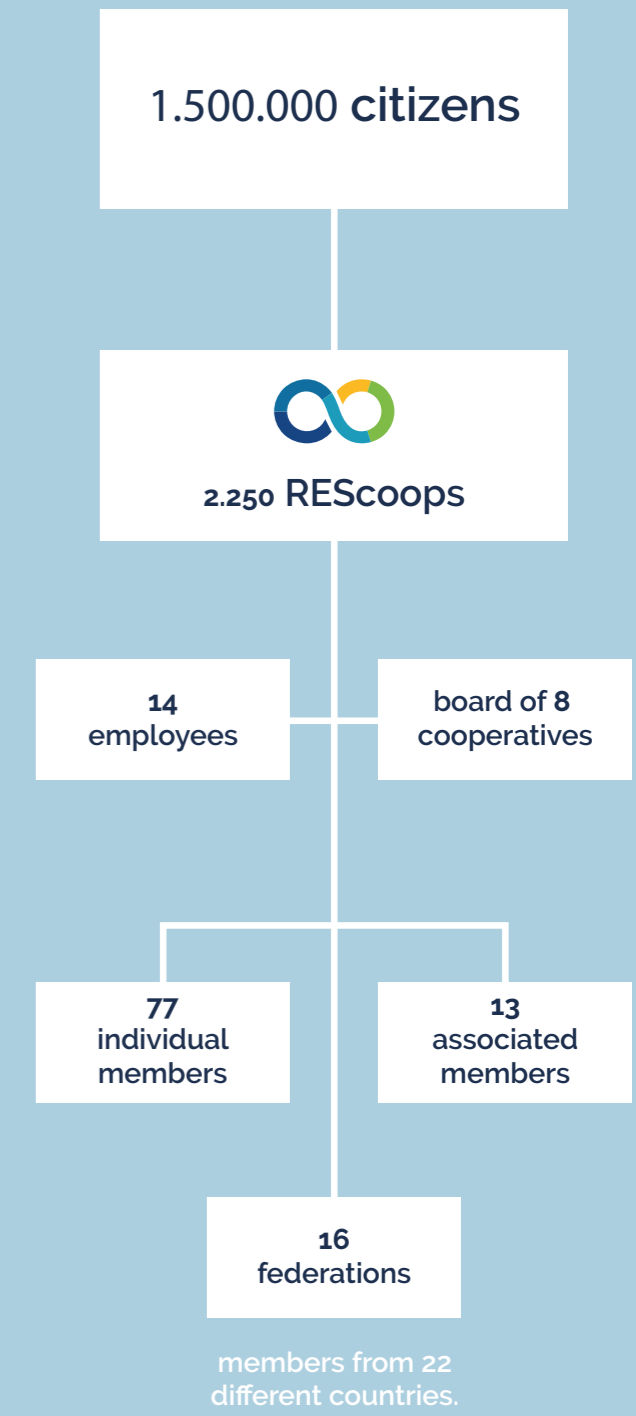 1.500.000 citizens
2.250 REScoops
14
employees
board of 8
cooperatives
77
individual
members
13
associated
members
16
federations
members from 22
different countries.